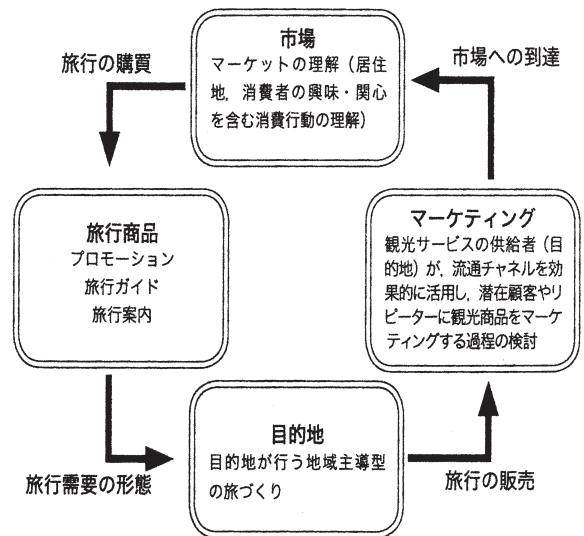 市場
マーケットの理解（居住
地，消費者の興味・関心
を含む消費行動の理解）
旅行の購買
市場への到達
旅行商品
プロモーション
旅行ガイド
旅行案内
マーケティング
観光サービスの供給者（目
的地）が，流通チャネルを効
果的に活用し，潜在顧客やリ
ピーターに観光商品をマーケ
ティングする過程の検討
目的地
目的地が行う地域主導型
の旅づくり
旅行需要の形態
旅行の販売